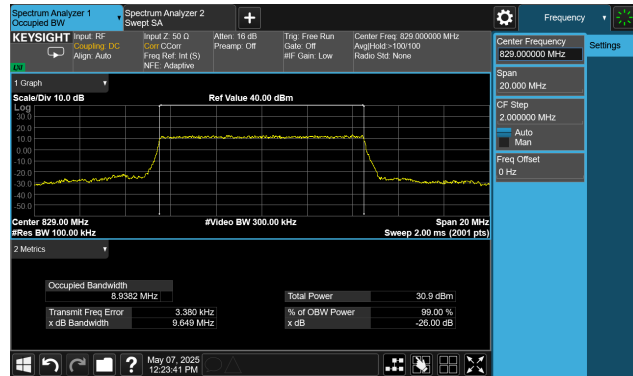 Spectrum Analyzer 1
Occupied BW
Spectrum Analyzer 2
Swept SA
Frequency
KEYSIGHT
Input: RF
Coupling: DC
Align: Auto
Input Z: 50 Ω
Corr CCorr
Freq Ref: Int (S)
NFE: Adaptive
Atten: 16 dB
Preamp: Off
Trig: Free Run
Gate: Off
#IF Gain: Low
Center Freq: 829.000000 MHz
Avg|Hold:>100/100
Radio Std: None
LXI
Center Frequency
829.000000 MHz
Settings
Span
20.000 MHz
CF Step
2.000000 MHz
Auto
Man
Freq Offset
0 Hz
1 Graph
Scale/Div 10.0 dB
Ref Value 40.00 dBm
Log
30.0
20.0
10.0
0.00
-10.0
-20.0
-30.0
-40.0
-50.0
Center 829.00 MHz
#Video BW 300.00 kHz
Span 20 MHz
#Res BW 100.00 kHz
Sweep 2.00 ms (2001 pts)
2 Metrics
Occupied Bandwidth
8.9382 MHz
Total Power
30.9 dBm
Transmit Freq Error
3.380 kHz
% of OBW Power
99.00 %
x dB Bandwidth
9.649 MHz
x dB
-26.00 dB
?
May 07, 2025
12:23:41 PM